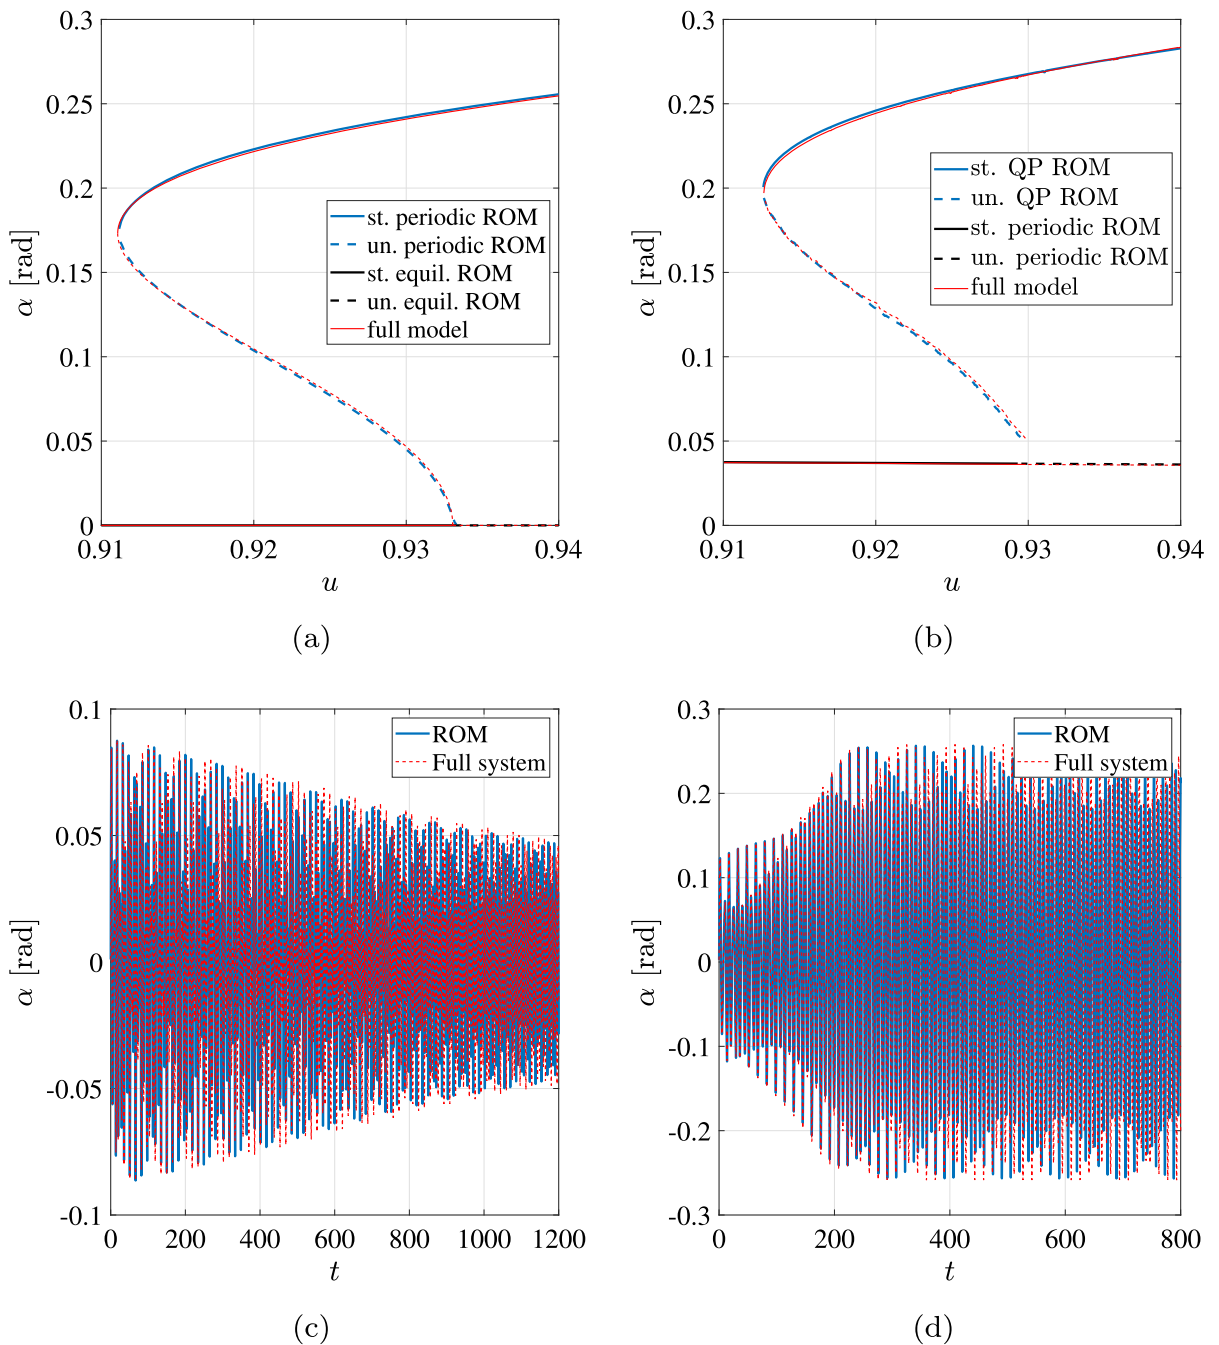 0.3
0.25
0.2
0.15
0.1
0.05
0
α [rad]
st. periodic ROM
un. periodic ROM
st. equil. ROM
un. equil. ROM
full model
0.91
0.92
0.93
0.94
u
(a)
0.3
0.25
0.2
0.15
0.1
0.05
0
α [rad]
st. QP ROM
un. QP ROM
st. periodic ROM
un. periodic ROM
full model
0.91
0.92
0.93
0.94
u
(b)
0.1
0.05
0
-0.05
-0.1
α [rad]
ROM
Full system
0
200
400
600
800
1000
1200
t
(c)
0.3
0.2
0.1
0
-0.1
-0.2
-0.3
α [rad]
ROM
Full system
0
200
400
600
800
t
(d)